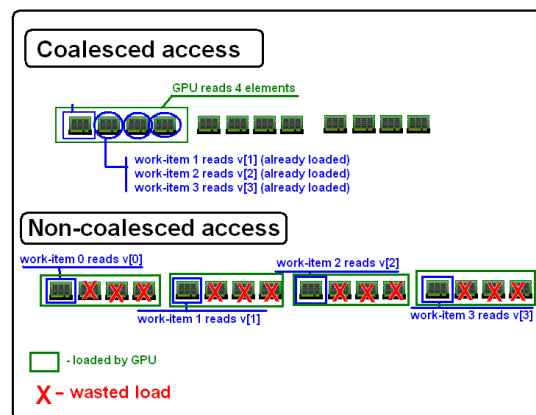 Coalesced access
GPU reads 4 elements
work-item 1 reads v[1] (already loaded)
work-item 2 reads v[2] (already loaded)
work-item 3 reads v[3] (already loaded)
Non-coalesced access
work-item 0 reads v[0]
work-item 2 reads v[2]
work-item 1 reads v[1]
work-item 3 reads v[3]
- loaded by GPU
X - wasted load